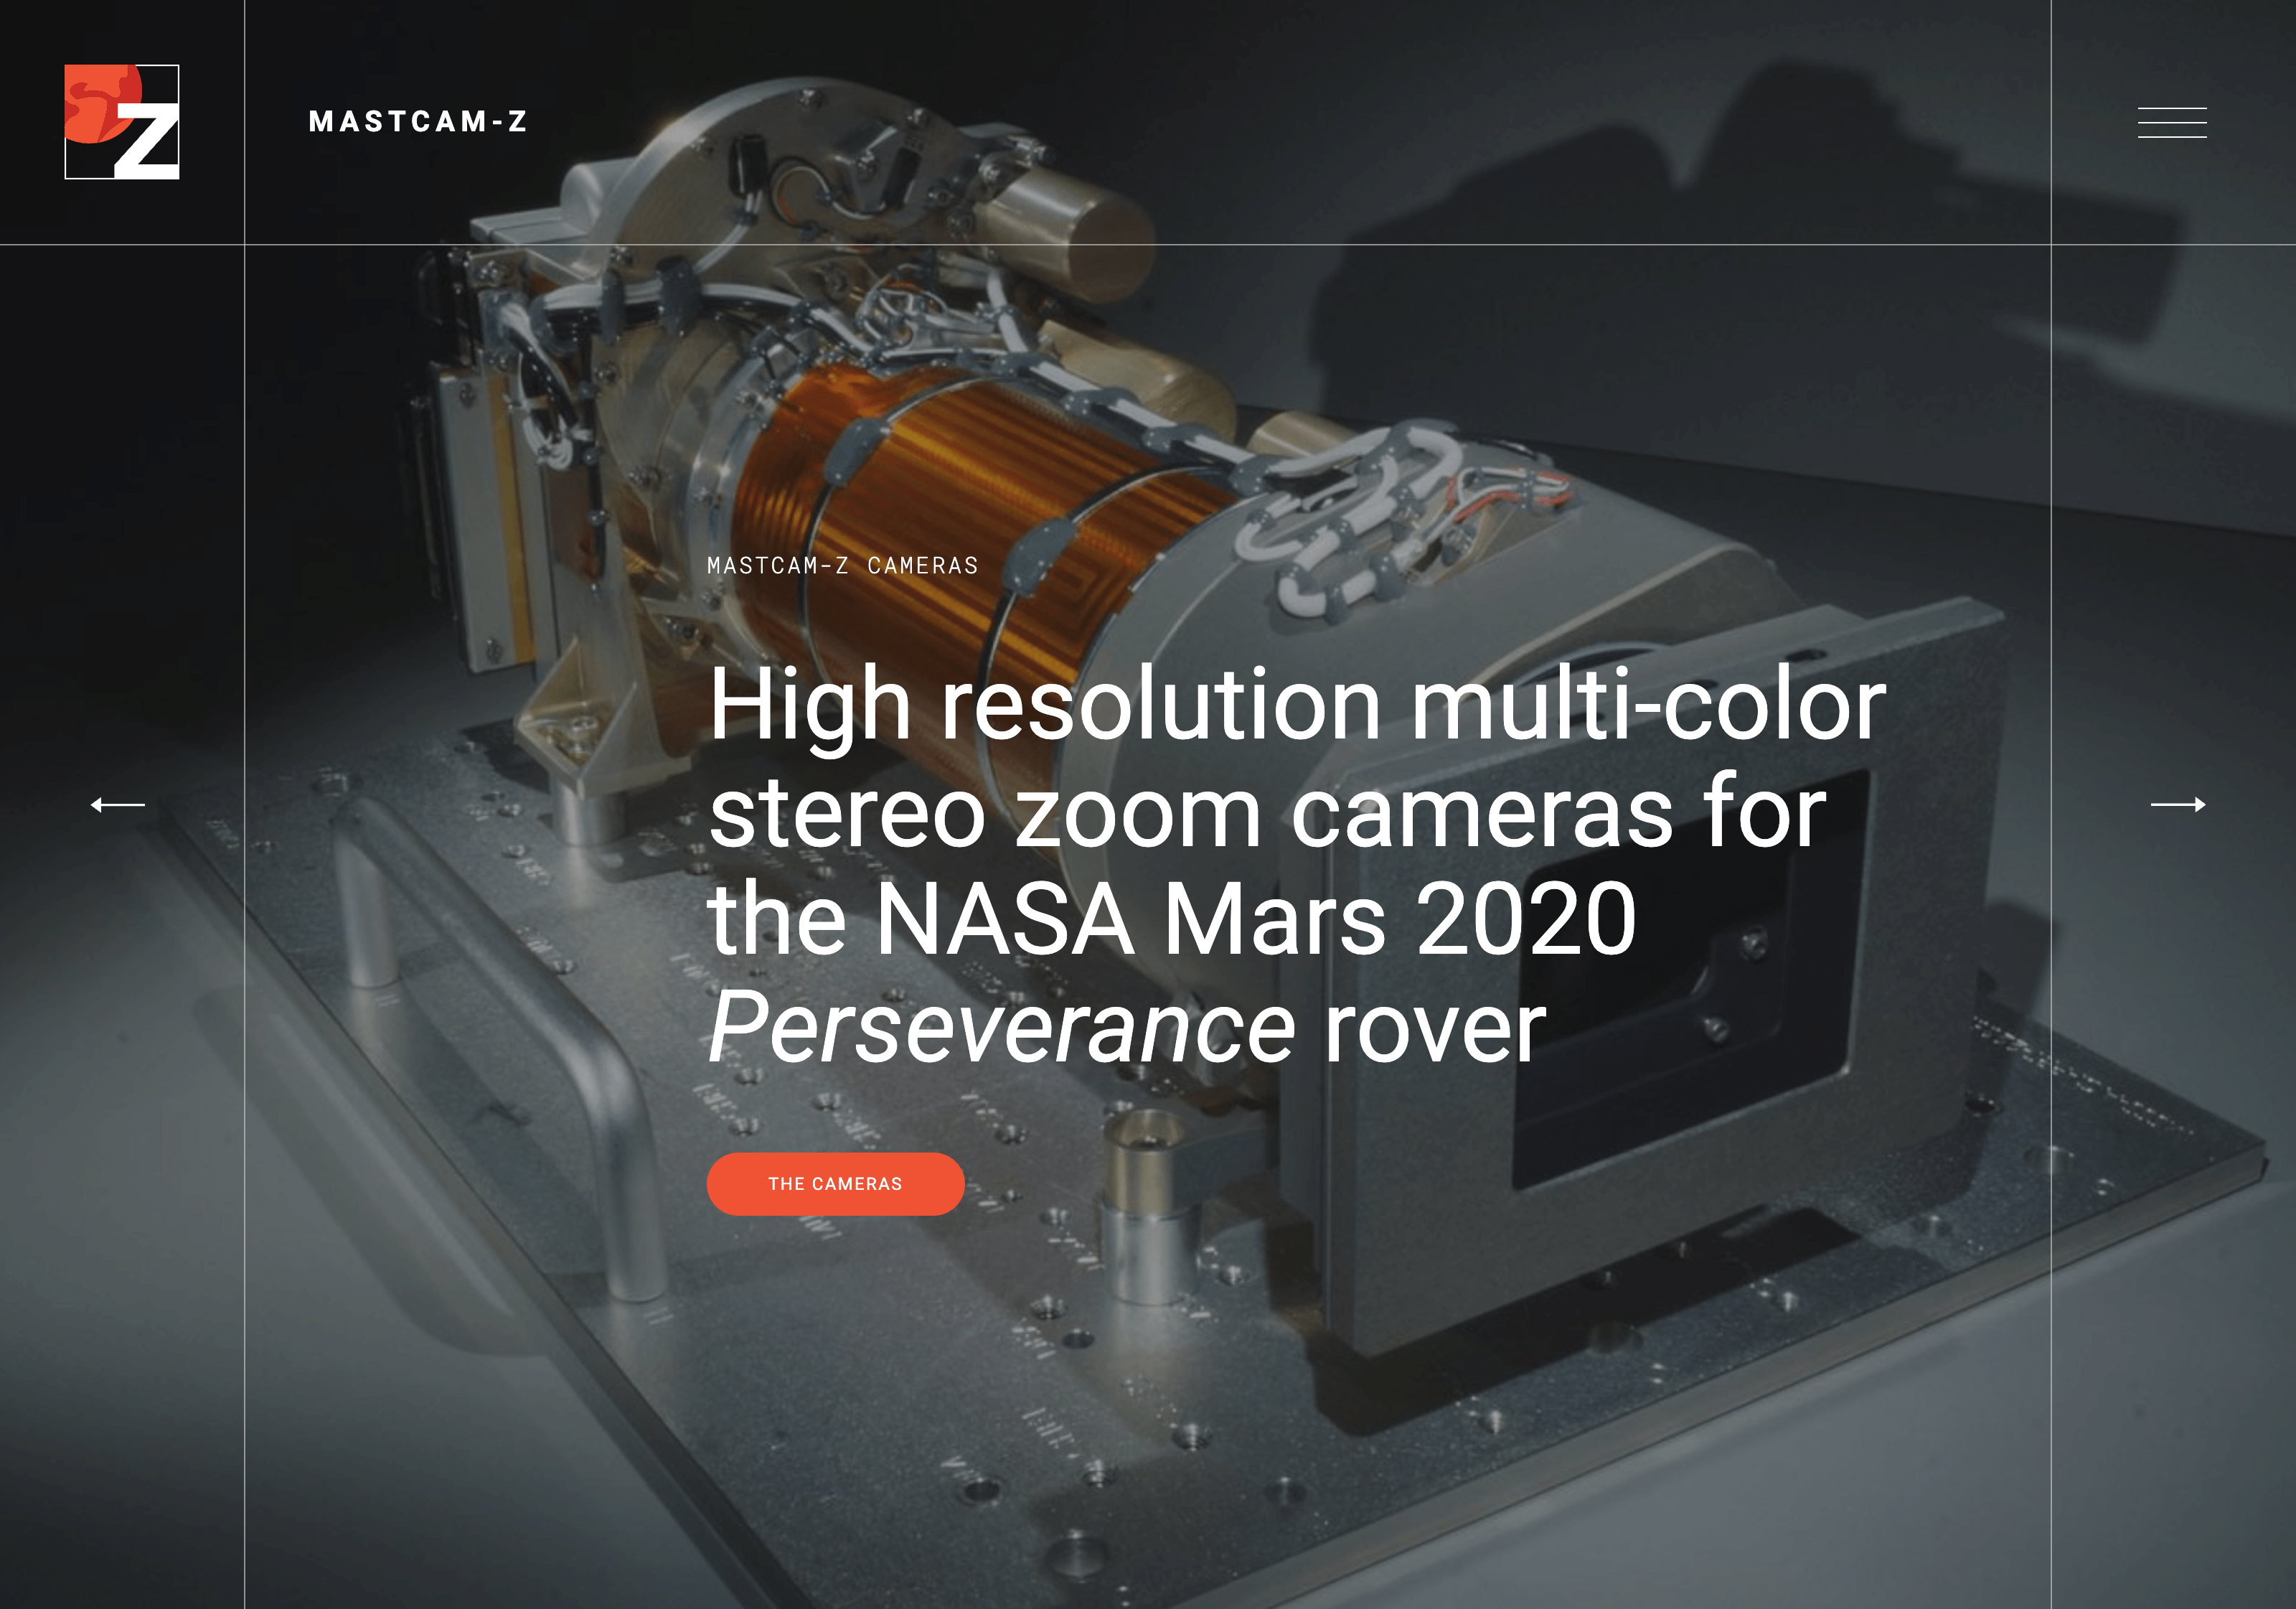 Z
MASTCAM-Z
MASTCAM-Z CAMERAS
High resolution multi-color
stereo zoom cameras for
the NASA Mars 2020
Perseverance rover
THE CAMERAS